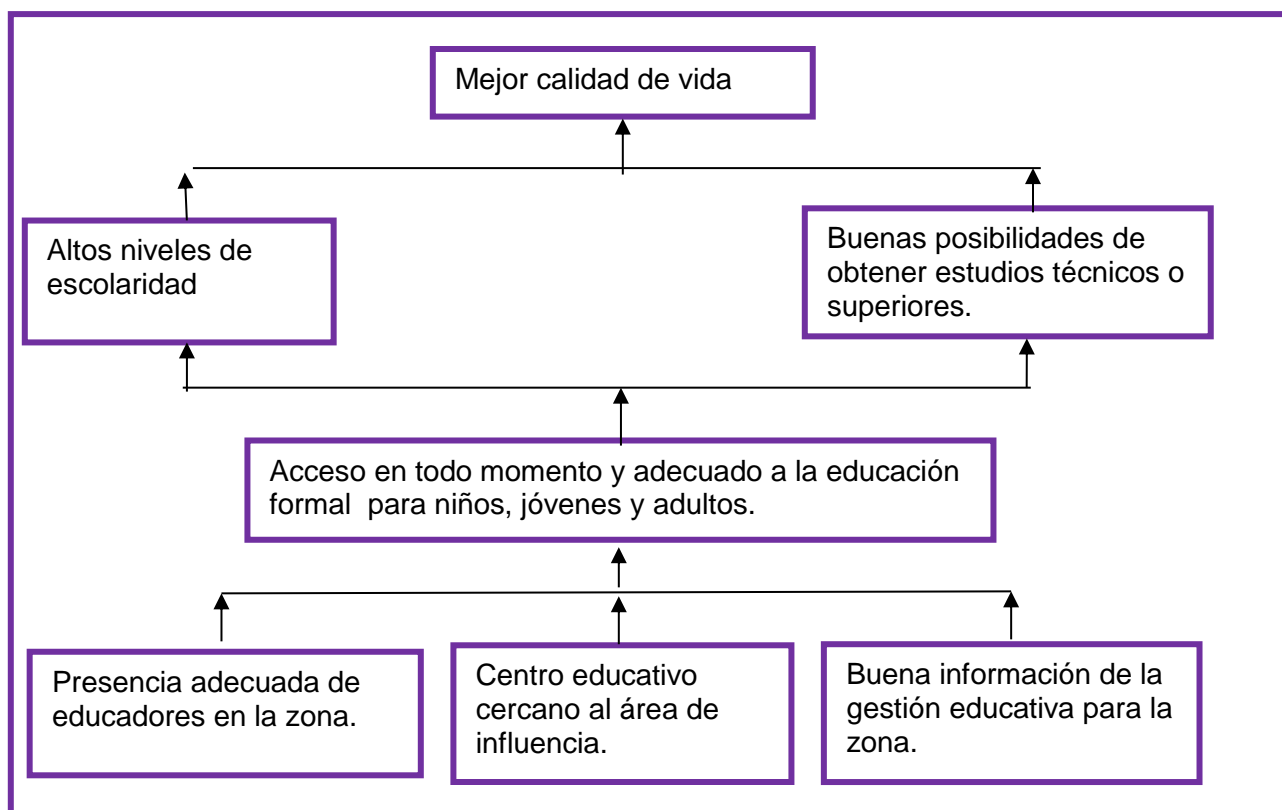 Mejor calidad de vida
Altos niveles de
escolaridad
Buenas posibilidades de
obtener estudios técnicos o
superiores.
Acceso en todo momento y adecuado a la educación
formal  para niños, jóvenes y adultos.
Presencia adecuada de
educadores en la zona.
Centro educativo
cercano al área de
influencia.
Buena información de la
gestión educativa para la
zona.